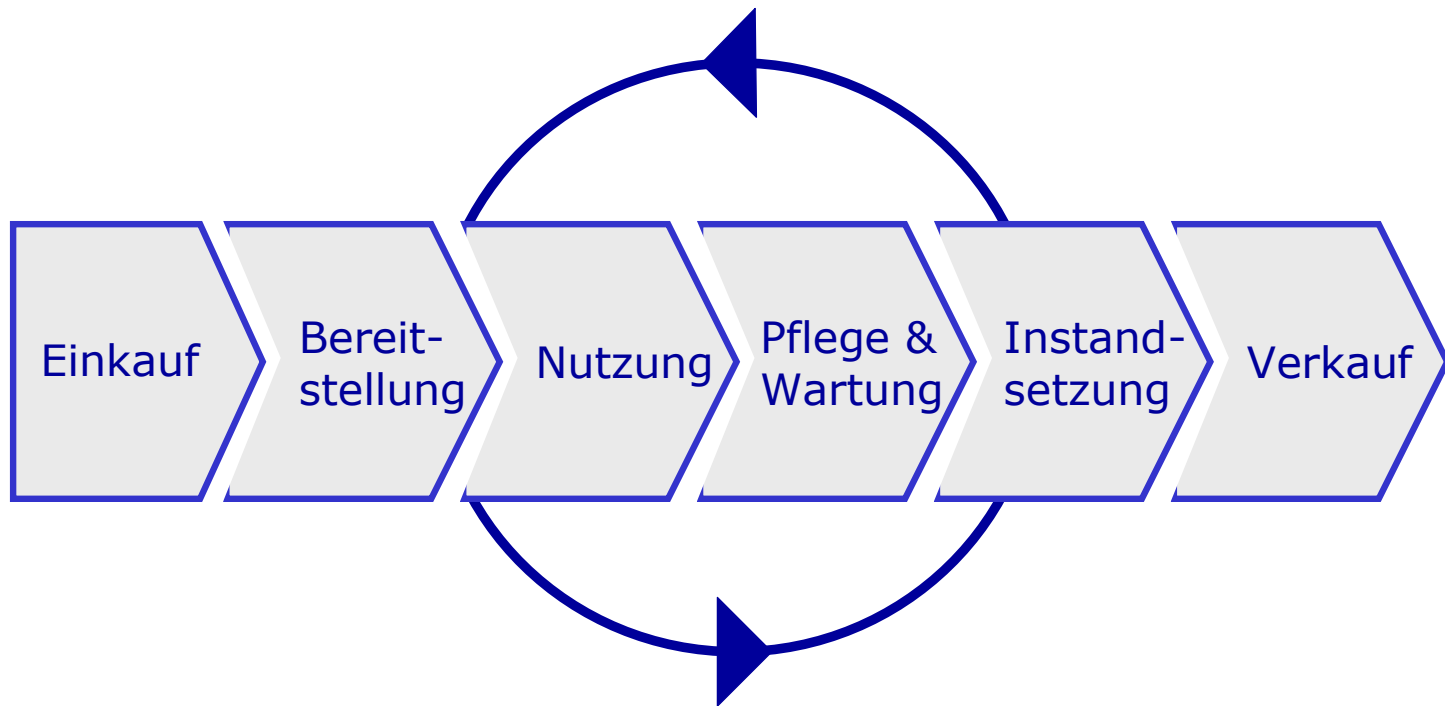 Einkauf
Bereit-
stellung
Nutzung
Pflege &
Wartung
Instand-
setzung
Verkauf